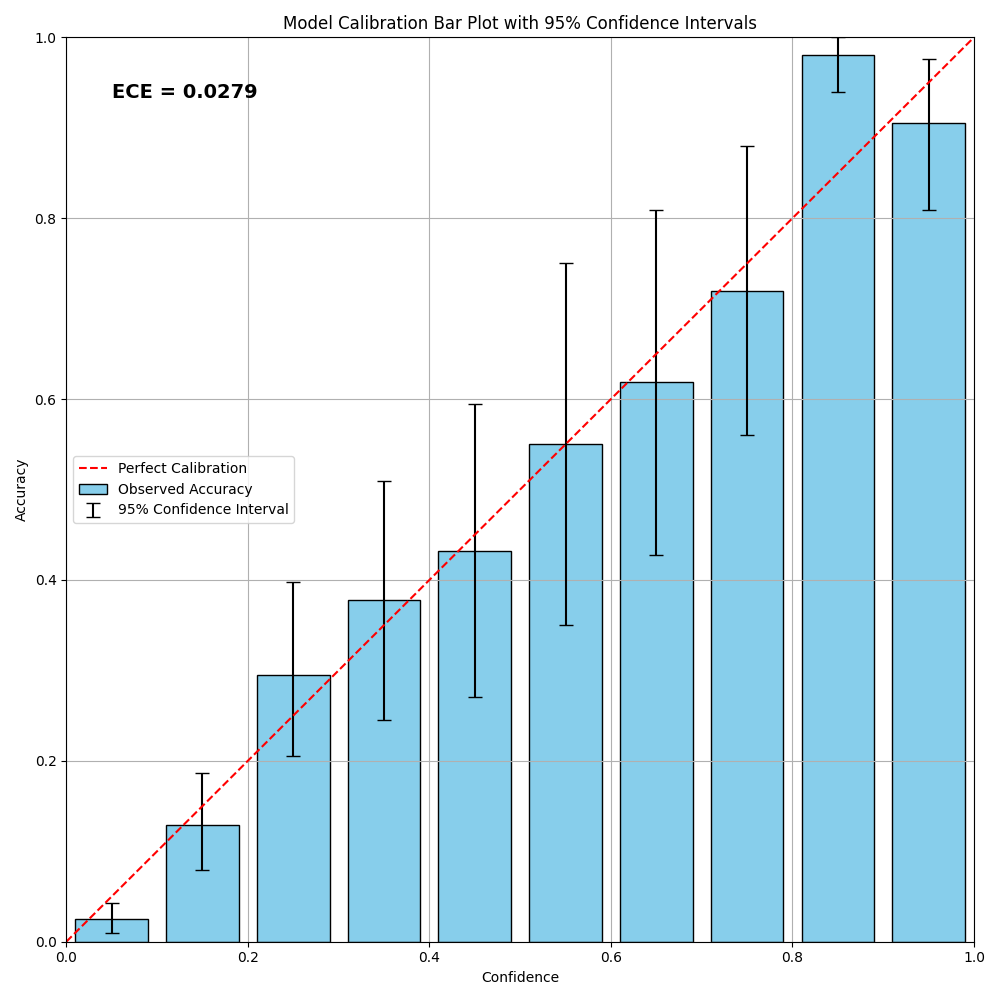 Model Calibration Bar Plot with 95% Confidence Intervals
ECE = 0.0279
1.0
0.8
0.6
0.4
0.2
0.0
Accuracy
Perfect Calibration
Observed Accuracy
95% Confidence Interval
0.0 0.2 0.4 0.6 0.8 1.0
Confidence